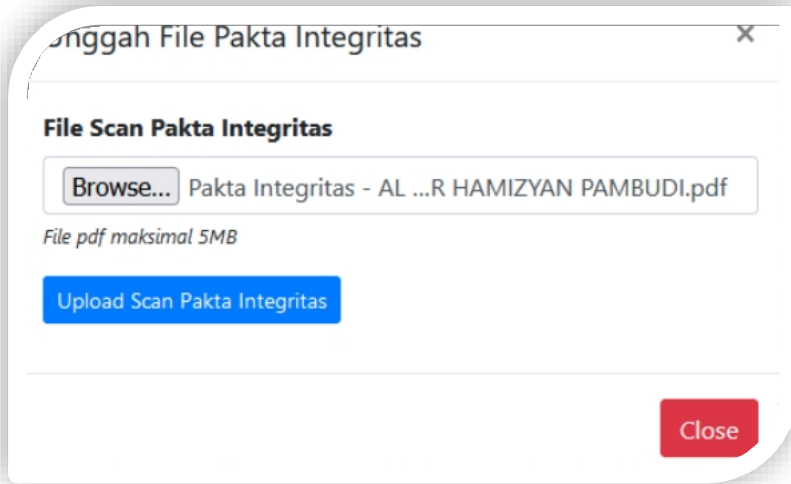 Unggah File Pakta Integritas ×
File Scan Pakta Integritas
Browse... Pakta Integritas - AL ...R HAMIZYAN PAMBUDI.pdf
File pdf maksimal 5MB
Upload Scan Pakta Integritas
Close